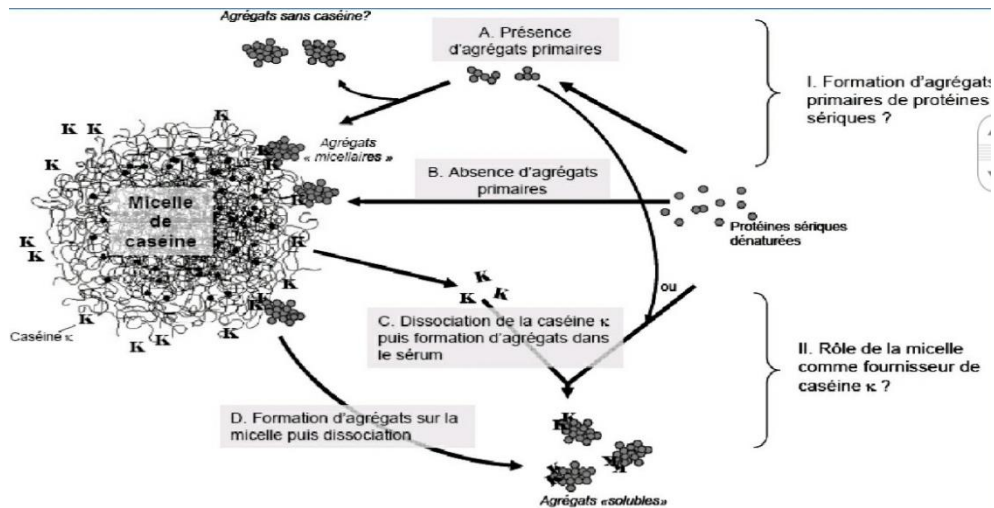 Agrégats sans caséine?
A. Présence
d'agrégats primaires
I. Formation d'agrégats
primaires de protéines
sériques ?
K K
K
K
Agrégats
« micellaires »
B. Absence d'agrégats
primaires
K
Micelle
de
caséine
K
K
K
K
Protéines sériques
dénaturées
K
K
K K
K
ou
K
K
C. Dissociation de la caséine κ
puis formation d'agrégats dans
le sérum
Caséine κ
K
K
K
II. Rôle de la micelle
comme fournisseur de
caséine κ ?
D. Formation d'agrégats sur la
micelle puis dissociation
K
K
Agrégats «solubles»